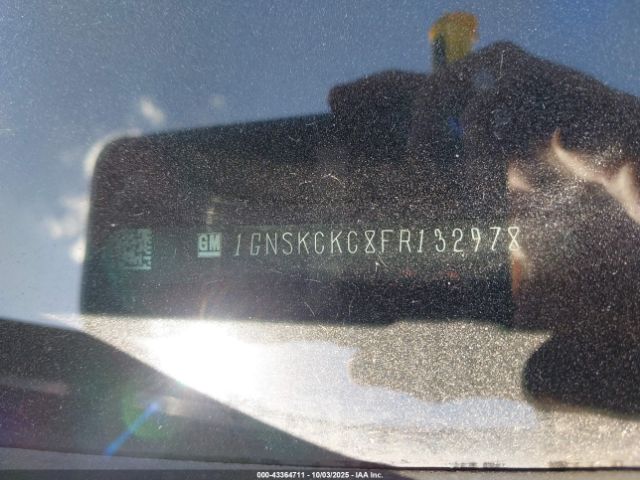 GM 1GNSKCKC8FR132978
000-43364711 - 10/03/2025 - IAA Inc.